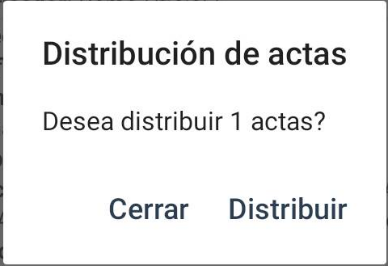 Distribución de actas
Desea distribuir 1 actas?
Cerrar Distribuir